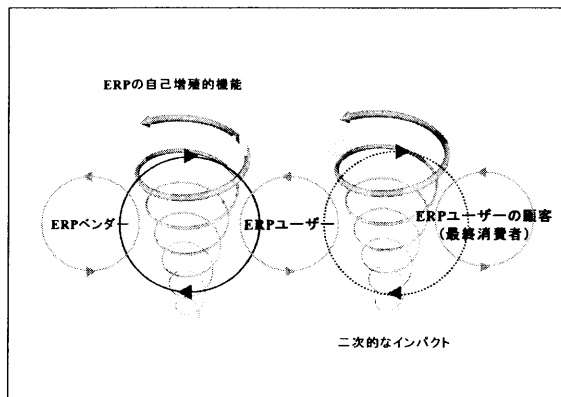 ERPの自己増殖的機能
ERPベンダー
ERPユーザー
ERPユーザーの顧客
(最終消費者)
二次的なインパクト